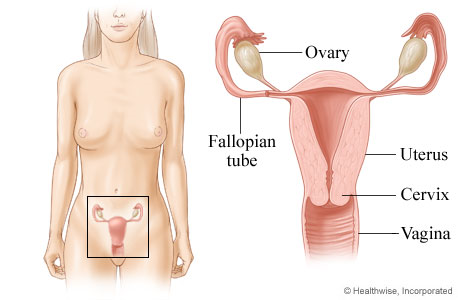 Ovary
Fallopian
tube
Uterus
Cervix
Vagina
© Healthwise, Incorporated